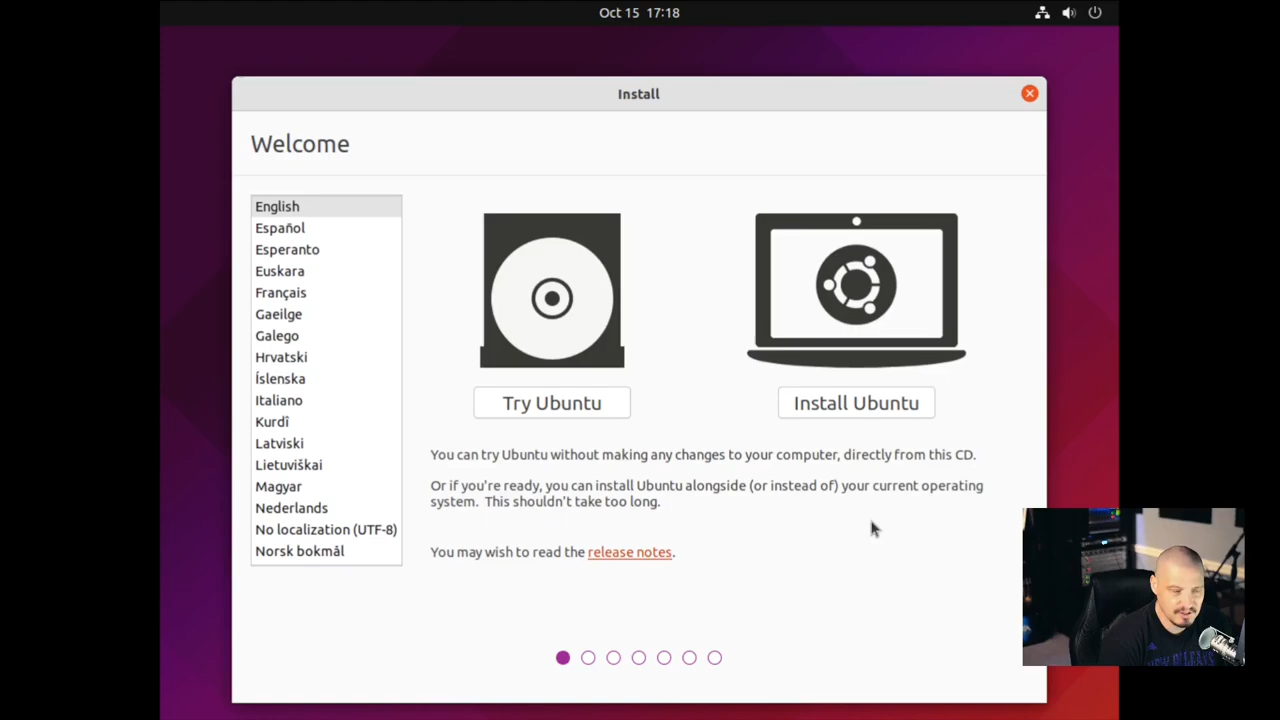 Oct 15 17:18
Install
Welcome
English
Español
Esperanto
Euskara
Français
Gaeilge
Galego
Hrvatski
Íslenska
Italiano
Kurdî
Latviski
Lietuviškai
Magyar
Nederlands
No localization (UTF-8)
Norsk bokmål
Try Ubuntu
Install Ubuntu
You can try Ubuntu without making any changes to your computer, directly from this CD.
Or if you're ready, you can install Ubuntu alongside (or instead of) your current operating
system. This shouldn't take too long.
You may wish to read the release notes.
NEW ORLEANS